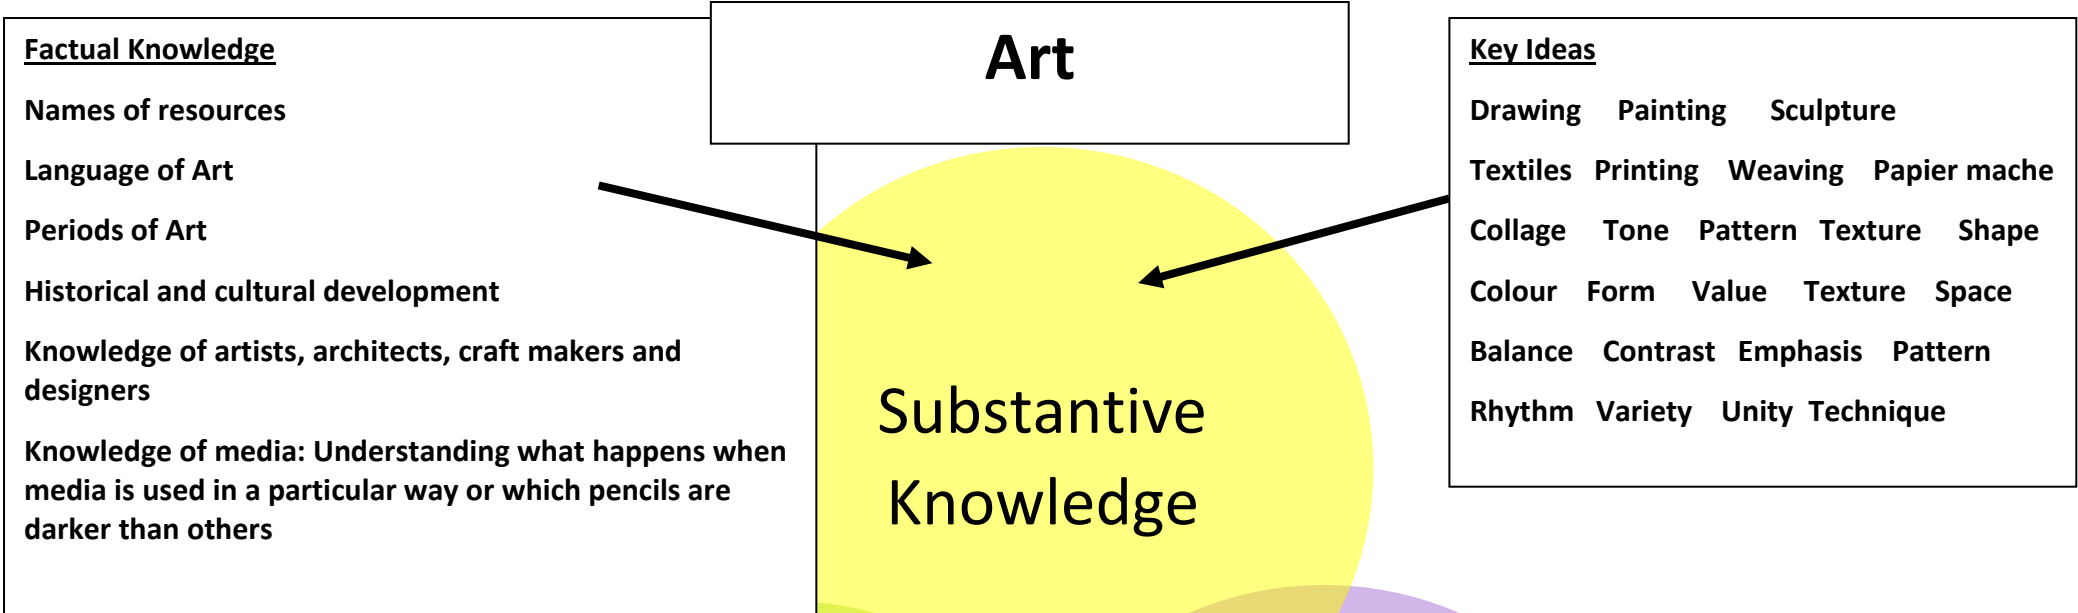 Art
Factual Knowledge
Names of resources
Language of Art
Periods of Art
Historical and cultural development
Knowledge of artists, architects, craft makers and
designers
Knowledge of media: Understanding what happens when
media is used in a particular way or which pencils are
darker than others
Substantive
Knowledge
Key Ideas
Drawing Painting Sculpture
Textiles Printing Weaving Papier mache
Collage Tone Pattern Texture Shape
Colour Form Value Texture Space
Balance Contrast Emphasis Pattern
Rhythm Variety Unity Technique